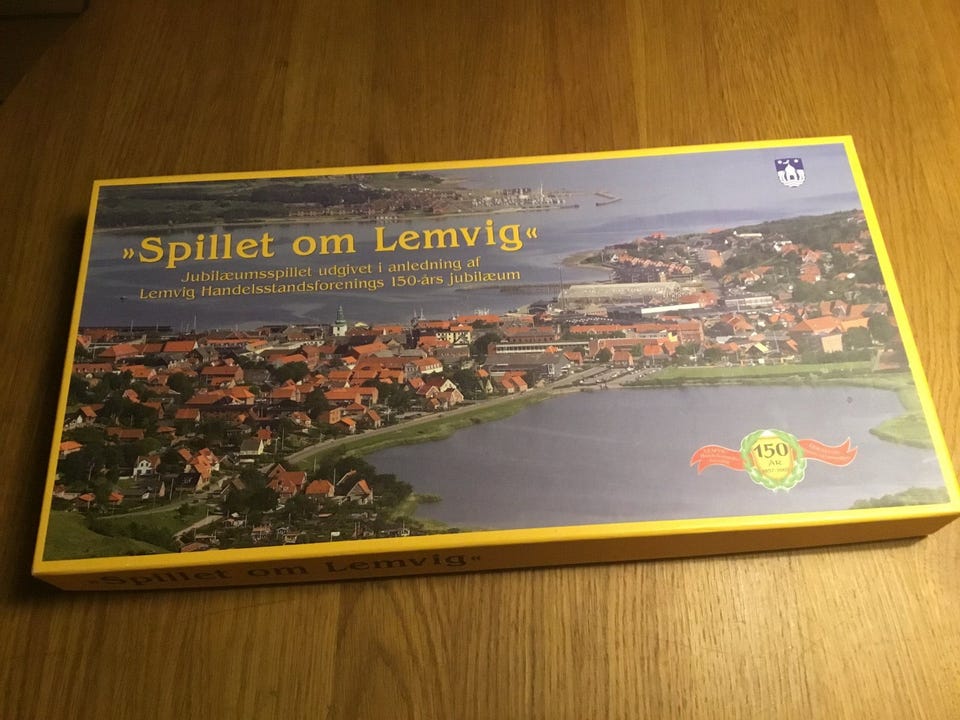 »Spillet om Lemvig«
Jubilæumsspillet udgivet i anledning af
Lemvig Handelsstandsforenings 150-års jubilæum
150
ÅR
»Spillet om Lemvig«